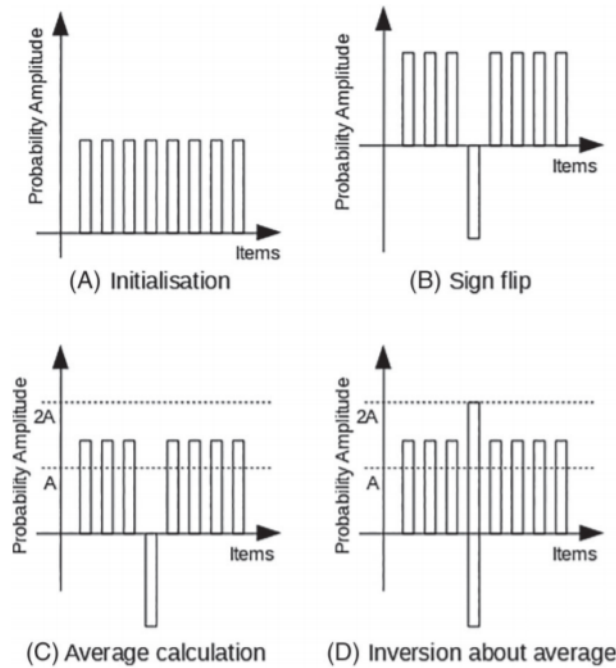 Probability Amplitude
Items
(A) Initialisation
Probability Amplitude
Items
(B) Sign flip
Probability Amplitude
2A
A
Items
(C) Average calculation
Probability Amplitude
2A
A
Items
(D) Inversion about average